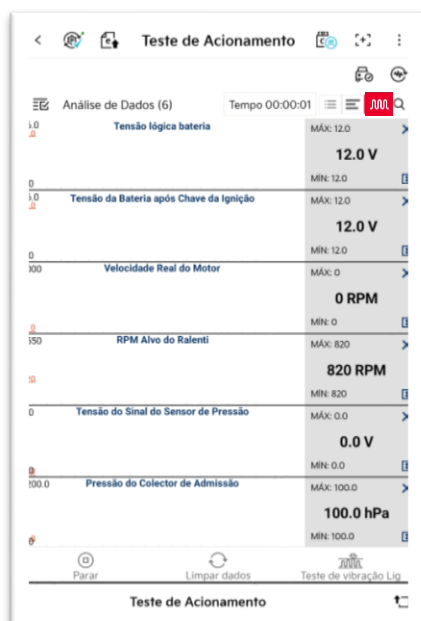 Teste de Acionamento
Análise de Dados (6)
Tempo 00:00:01
Tensão lógica bateria
MÁX: 12.0
12.0 V
MÍN: 12.0
0
Tensão da Bateria após Chave da Ignição
MÁX: 12.0
12.0 V
MÍN: 12.0
0
Velocidade Real do Motor
MÁX: 0
0 RPM
MÍN: 0
RPM Alvo do Ralenti
MÁX: 820
820 RPM
MÍN: 820
Tensão do Sinal do Sensor de Pressão
MÁX: 0.0
0.0 V
MÍN: 0.0
Pressão do Colector de Admissão
MÁX: 100.0
100.0 hPa
MÍN: 100.0
Parar
Limpar dados
Teste de vibração Lig
Teste de Acionamento